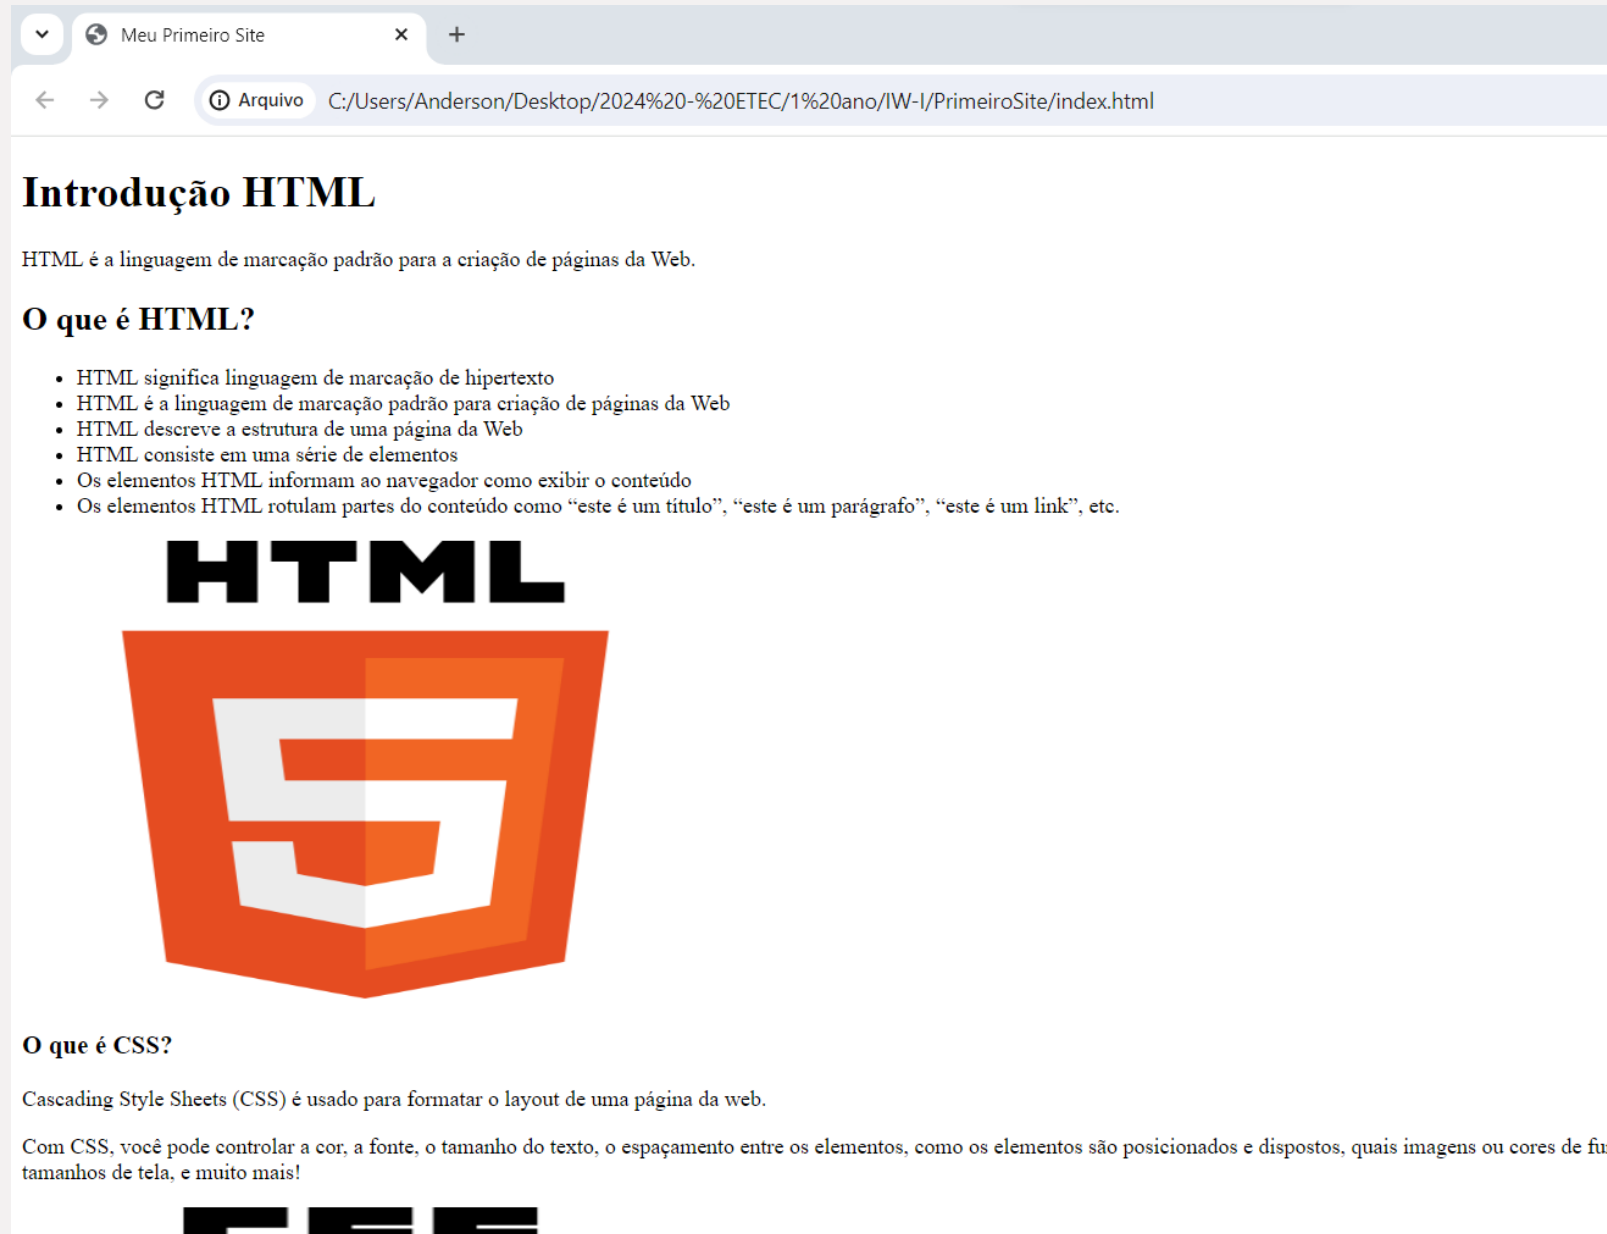 Meu Primeiro Site
Arquivo C:/Users/Anderson/Desktop/2024%20-%20ETEC/1%20ano/IW-I/PrimeiroSite/index.html
Introdução HTML
HTML é a linguagem de marcação padrão para a criação de páginas da Web.
O que é HTML?
HTML significa linguagem de marcação de hipertexto
HTML é a linguagem de marcação padrão para criação de páginas da Web
HTML descreve a estrutura de uma página da Web
HTML consiste em uma série de elementos
Os elementos HTML informam ao navegador como exibir o conteúdo
Os elementos HTML rotulam partes do conteúdo como “este é um título”, “este é um parágrafo”, “este é um link”, etc.
HTML
5
O que é CSS?
Cascading Style Sheets (CSS) é usado para formatar o layout de uma página da web.
Com CSS, você pode controlar a cor, a fonte, o tamanho do texto, o espaçamento entre os elementos, como os elementos são posicionados e dispostos, quais imagens ou cores de
tamanhos de tela, e muito mais!